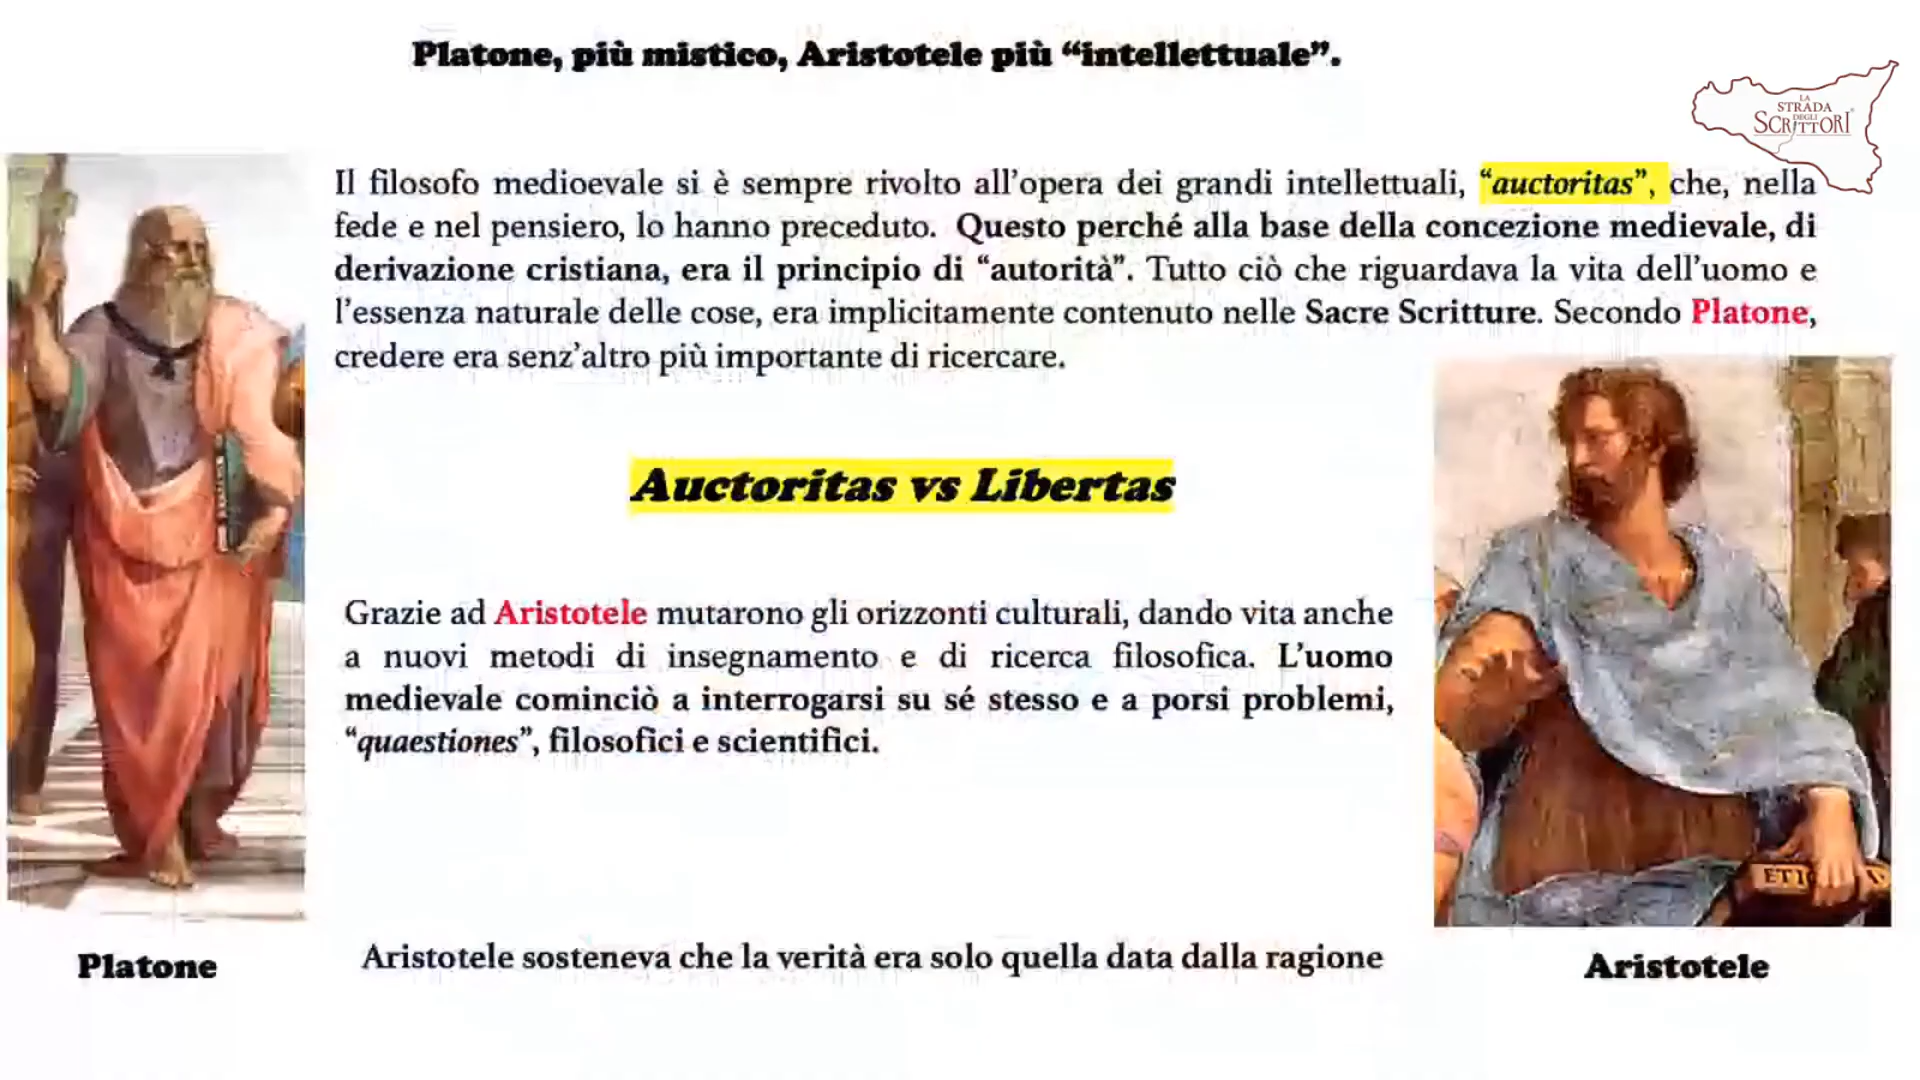 Platone, più mistico, Aristotele più “intellettuale”.
LA
STRADA
DEGLI
SCRITTORI
Il filosofo medioevale si è sempre rivolto all’opera dei grandi intellettuali, “auctoritas”, che, nella
fede e nel pensiero, lo hanno preceduto. Questo perché alla base della concezione medievale, di
derivazione cristiana, era il principio di “autorità”. Tutto ciò che riguardava la vita dell’uomo e
l’essenza naturale delle cose, era implicitamente contenuto nelle Sacre Scritture. Secondo Platone,
credere era senz’altro più importante di ricercare.
Auctoritas vs Libertas
Grazie ad Aristotele mutarono gli orizzonti culturali, dando vita anche
a nuovi metodi di insegnamento e di ricerca filosofica. L’uomo
medievale cominciò a interrogarsi su sé stesso e a porsi problemi,
“quaestiones”, filosofici e scientifici.
ETIC
Platone
Aristotele sosteneva che la verità era solo quella data dalla ragione
Aristotele